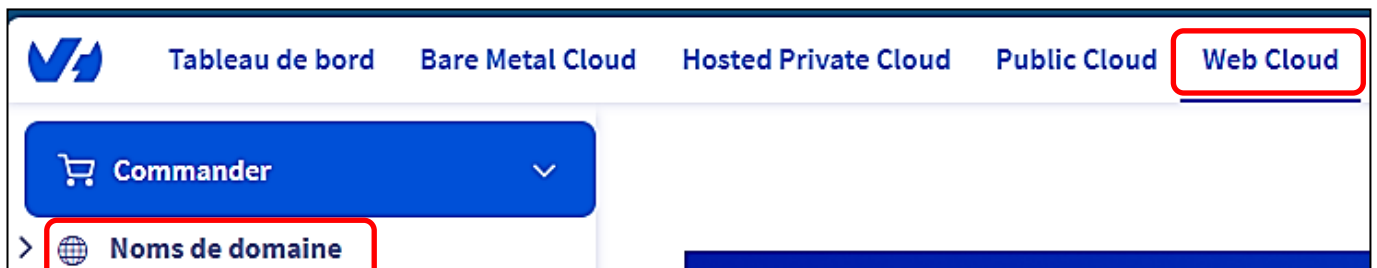 Tableau de bord Bare Metal Cloud Hosted Private Cloud Public Cloud Web Cloud
Commander
Noms de domaine